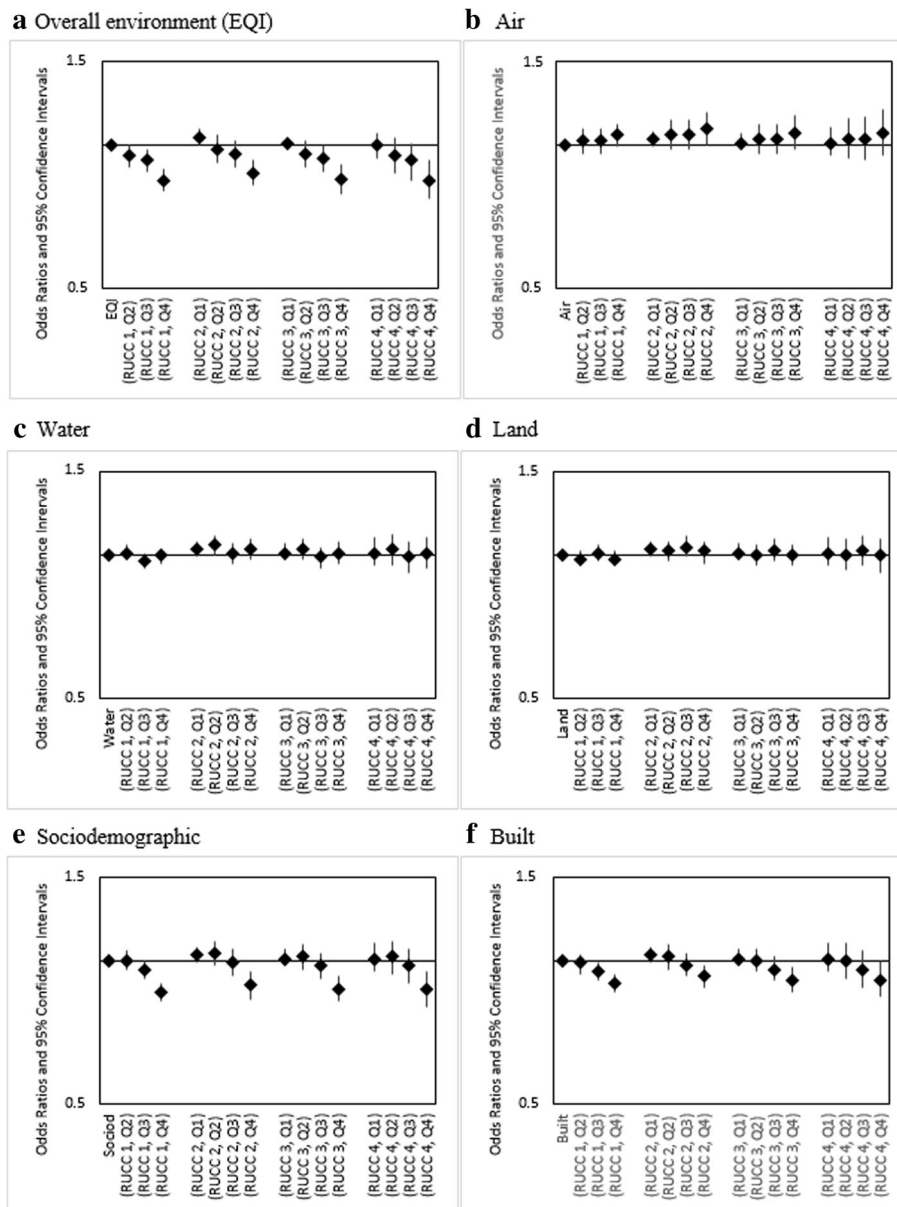 a Overall environment (EQI)
Odds Ratios and 95% Confidence Intervals
1.5
0.5
EQI
(RUCC 1, Q2)
(RUCC 1, Q3)
(RUCC 1, Q4)
(RUCC 2, Q1)
(RUCC 2, Q2)
(RUCC 2, Q3)
(RUCC 2, Q4)
(RUCC 3, Q1)
(RUCC 3, Q2)
(RUCC 3, Q3)
(RUCC 3, Q4)
(RUCC 4, Q1)
(RUCC 4, Q2)
(RUCC 4, Q3)
(RUCC 4, Q4)
b Air
Odds Ratios and 95% Confidence Intervals
1.5
0.5
Air
(RUCC 1, Q2)
(RUCC 1, Q3)
(RUCC 1, Q4)
(RUCC 2, Q1)
(RUCC 2, Q2)
(RUCC 2, Q3)
(RUCC 2, Q4)
(RUCC 3, Q1)
(RUCC 3, Q2)
(RUCC 3, Q3)
(RUCC 3, Q4)
(RUCC 4, Q1)
(RUCC 4, Q2)
(RUCC 4, Q3)
(RUCC 4, Q4)
c Water
Odds Ratios and 95% Confidence Inrervals
1.5
0.5
Water
(RUCC 1, Q2)
(RUCC 1, Q3)
(RUCC 1, Q4)
(RUCC 2, Q1)
(RUCC 2, Q2)
(RUCC 2, Q3)
(RUCC 2, Q4)
(RUCC 3, Q1)
(RUCC 3, Q2)
(RUCC 3, Q3)
(RUCC 3, Q4)
(RUCC 4, Q1)
(RUCC 4, Q2)
(RUCC 4, Q3)
(RUCC 4, Q4)
d Land
Odds Ratios and 95% Confidence Intervals
1.5
0.5
Land
(RUCC 1, Q2)
(RUCC 1, Q3)
(RUCC 1, Q4)
(RUCC 2, Q1)
(RUCC 2, Q2)
(RUCC 2, Q3)
(RUCC 2, Q4)
(RUCC 3, Q1)
(RUCC 3, Q2)
(RUCC 3, Q3)
(RUCC 3, Q4)
(RUCC 4, Q1)
(RUCC 4, Q2)
(RUCC 4, Q3)
(RUCC 4, Q4)
e Sociodemographic
Odds Ratios and 95% Confidence Intervals
1.5
0.5
Sociod
(RUCC 1, Q2)
(RUCC 1, Q3)
(RUCC 1, Q4)
(RUCC 2, Q1)
(RUCC 2, Q2)
(RUCC 2, Q3)
(RUCC 2, Q4)
(RUCC 3, Q1)
(RUCC 3, Q2)
(RUCC 3, Q3)
(RUCC 3, Q4)
(RUCC 4, Q1)
(RUCC 4, Q2)
(RUCC 4, Q3)
(RUCC 4, Q4)
f Built
Odds Ratios and 95% Confidence Intervals
1.5
0.5
Built
(RUCC 1, Q2)
(RUCC 1, Q3)
(RUCC 1, Q4)
(RUCC 2, Q1)
(RUCC 2, Q2)
(RUCC 2, Q3)
(RUCC 2, Q4)
(RUCC 3, Q1)
(RUCC 3, Q2)
(RUCC 3, Q3)
(RUCC 3, Q4)
(RUCC 4, Q1)
(RUCC 4, Q2)
(RUCC 4, Q3)
(RUCC 4, Q4)